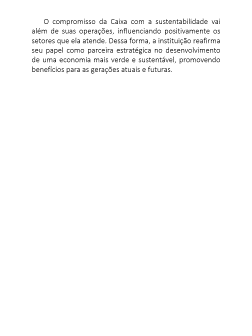 O compromisso da Caixa com a sustentabilidade vai
além de suas operações, influenciando positivamente os
setores que ela atende. Dessa forma, a instituição reafirma
seu papel como parceira estratégica no desenvolvimento
de uma economia mais verde e sustentável, promovendo
benefícios para as gerações atuais e futuras.